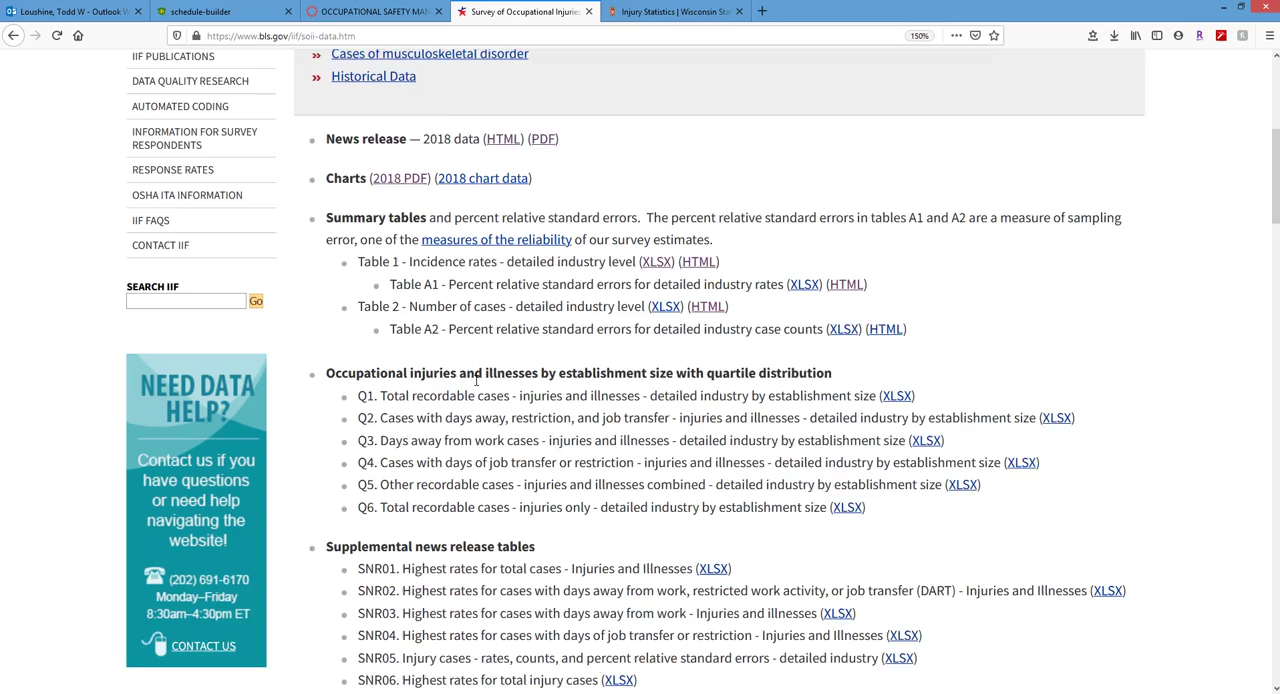 Loushine, Todd W - Outlook W
schedule-builder
OCCUPATIONAL SAFETY MAN
Survey of Occupational Injuries
Injury Statistics | Wisconsin Stat
https://www.bls.gov/iif/soii-data.htm
150%
IIF PUBLICATIONS
DATA QUALITY RESEARCH
AUTOMATED CODING
INFORMATION FOR SURVEY
RESPONDENTS
RESPONSE RATES
OSHA ITA INFORMATION
IIF FAQS
CONTACT IIF
SEARCH IIF
Go
NEED DATA
HELP?
Contact us if you
have questions
or need help
navigating the
website!
(202) 691-6170
Monday–Friday
8:30am–4:30pm ET
CONTACT US
» Cases of musculoskeletal disorder
» Historical Data
News release — 2018 data (HTML) (PDF)
Charts (2018 PDF) (2018 chart data)
Summary tables and percent relative standard errors. The percent relative standard errors in tables A1 and A2 are a measure of sampling
error, one of the measures of the reliability of our survey estimates.
Table 1 - Incidence rates - detailed industry level (XLSX) (HTML)
Table A1 - Percent relative standard errors for detailed industry rates (XLSX) (HTML)
Table 2 - Number of cases - detailed industry level (XLSX) (HTML)
Table A2 - Percent relative standard errors for detailed industry case counts (XLSX) (HTML)
Occupational injuries and illnesses by establishment size with quartile distribution
Q1. Total recordable cases - injuries and illnesses - detailed industry by establishment size (XLSX)
Q2. Cases with days away, restriction, and job transfer - injuries and illnesses - detailed industry by establishment size (XLSX)
Q3. Days away from work cases - injuries and illnesses - detailed industry by establishment size (XLSX)
Q4. Cases with days of job transfer or restriction - injuries and illnesses - detailed industry by establishment size (XLSX)
Q5. Other recordable cases - injuries and illnesses combined - detailed industry by establishment size (XLSX)
Q6. Total recordable cases - injuries only - detailed industry by establishment size (XLSX)
Supplemental news release tables
SNR01. Highest rates for total cases - Injuries and Illnesses (XLSX)
SNR02. Highest rates for cases with days away from work, restricted work activity, or job transfer (DART) - Injuries and Illnesses (XLSX)
SNR03. Highest rates for cases with days away from work - Injuries and illnesses (XLSX)
SNR04. Highest rates for cases with days of job transfer or restriction - Injuries and Illnesses (XLSX)
SNR05. Injury cases - rates, counts, and percent relative standard errors - detailed industry (XLSX)
SNR06. Highest rates for total injury cases (XLSX)